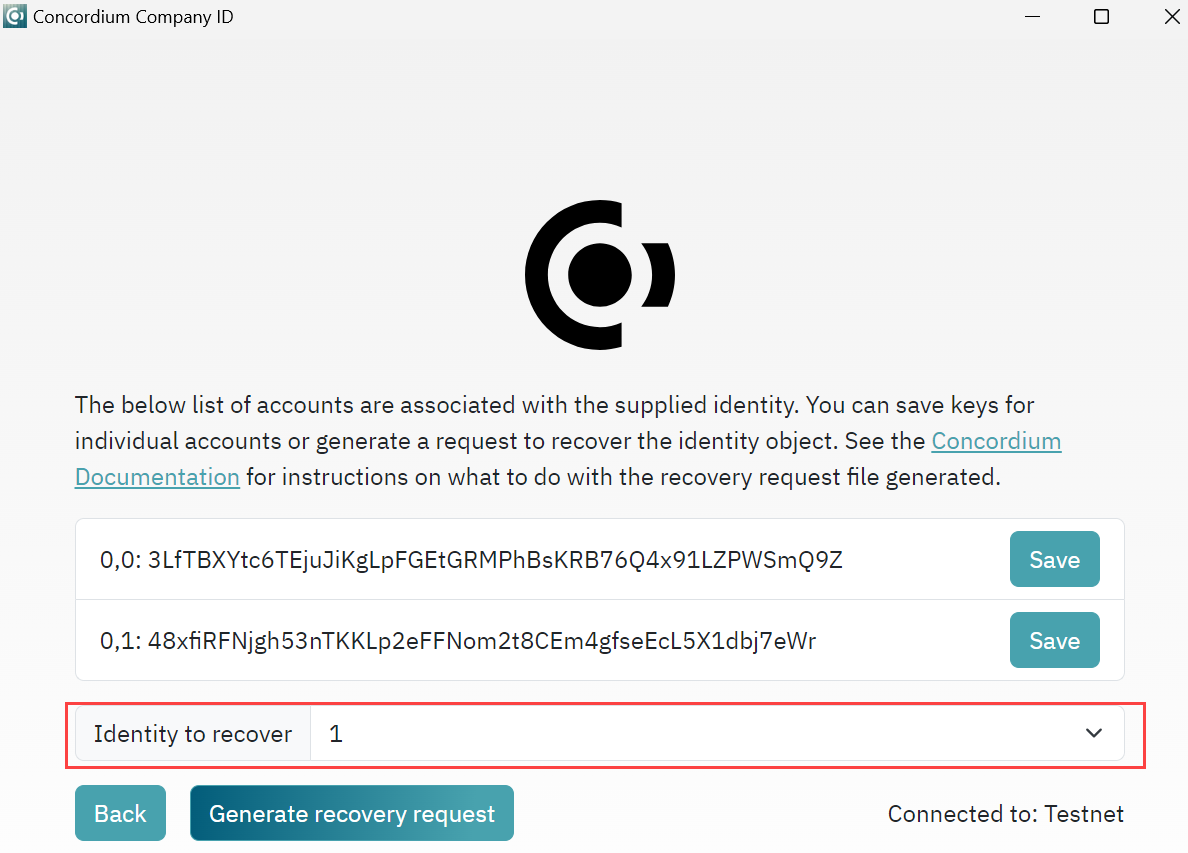 Concordium Company ID
The below list of accounts are associated with the supplied identity. You can save keys for
individual accounts or generate a request to recover the identity object. See the Concordium
Documentation for instructions on what to do with the recovery request file generated.
0,0: 3LfTBXYtc6TEjuJiKgLpFGEtGRMPhBsKRB76Q4x91LZPWSmQ9Z Save
0,1: 48xfiRFNjgh53nTKKLp2eFFNom2t8CEm4gfseEcL5X1dbj7eWr Save
Identity to recover 1
Back Generate recovery request Connected to: Testnet